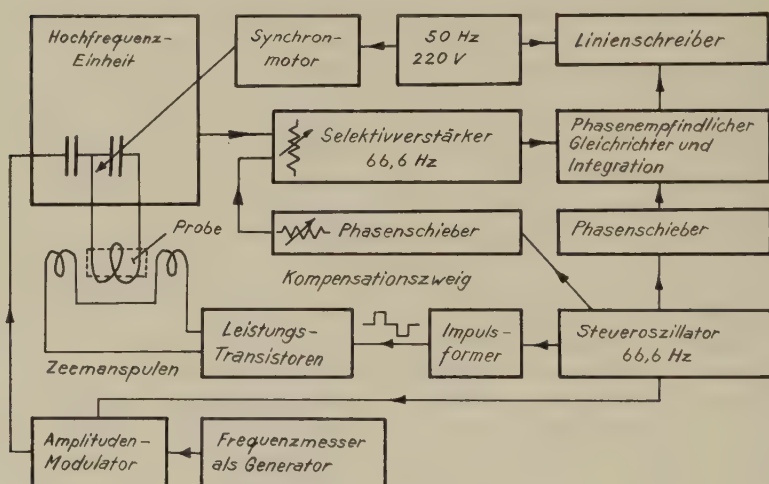 Hochfrequenz-
Einheit
Synchron-
motor
50 Hz
220 V
Linienschreiber
Selektivverstärker
66,6 Hz
Phasenempfindlicher
Gleichrichter und
Integration
Probe
Phasenschieber
Phasenschieber
Kompensationszweig
Zeemanspulen
Leistungs-
Transistoren
Impuls-
former
Steueroszillator
66,6 Hz
Amplituden-
Modulator
Frequenzmesser
als Generator